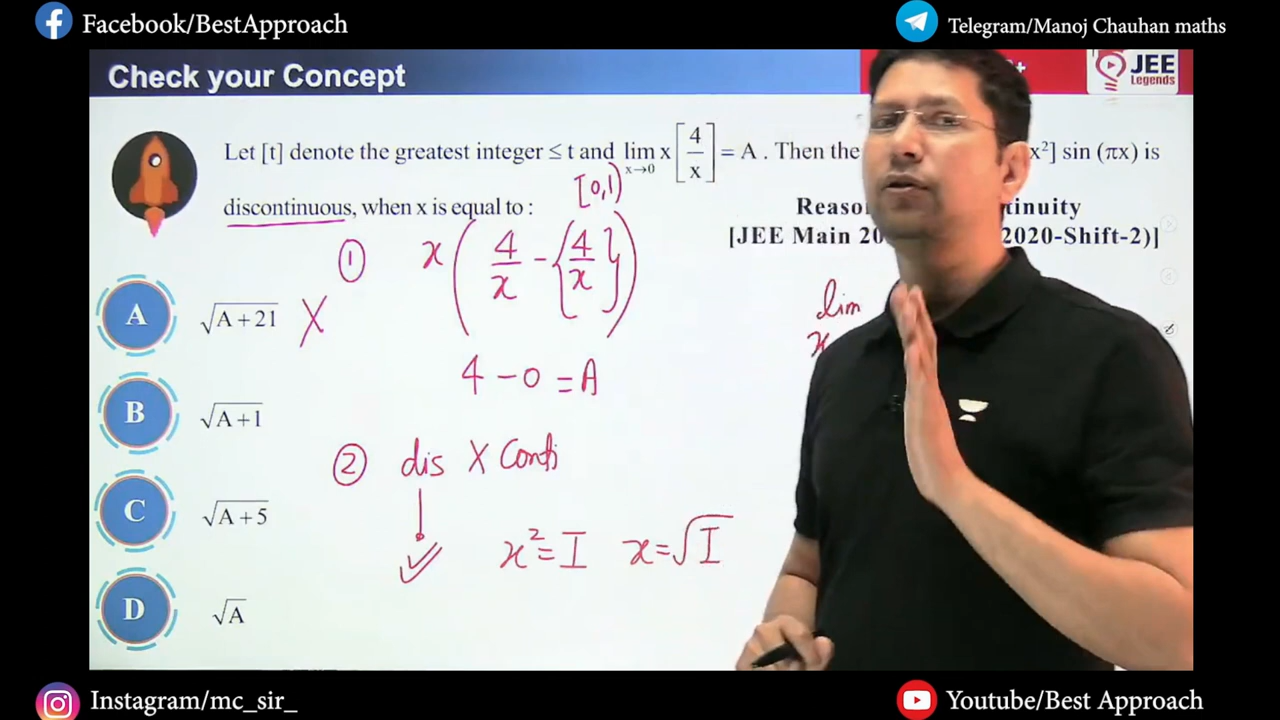 Facebook/BestApproach
Telegram/Manoj Chauhan maths
Check your Concept
JEE
Legends
Let [t] denote the greatest integer ≤ t and lim x→0 x [4/x] = A . Then the x²] sin (πx) is
[0,1)
discontinuous, when x is equal to :
[JEE Main 20 2020-Shift-2)]
① x ( 4/x - {4/x} )
lim
x
A √A+21 X
4 - 0 = A
B √A+1
② dis X Conti
C √A+5
x² = I x = √I
D √A
Instagram/mc_sir_
Youtube/Best Approach